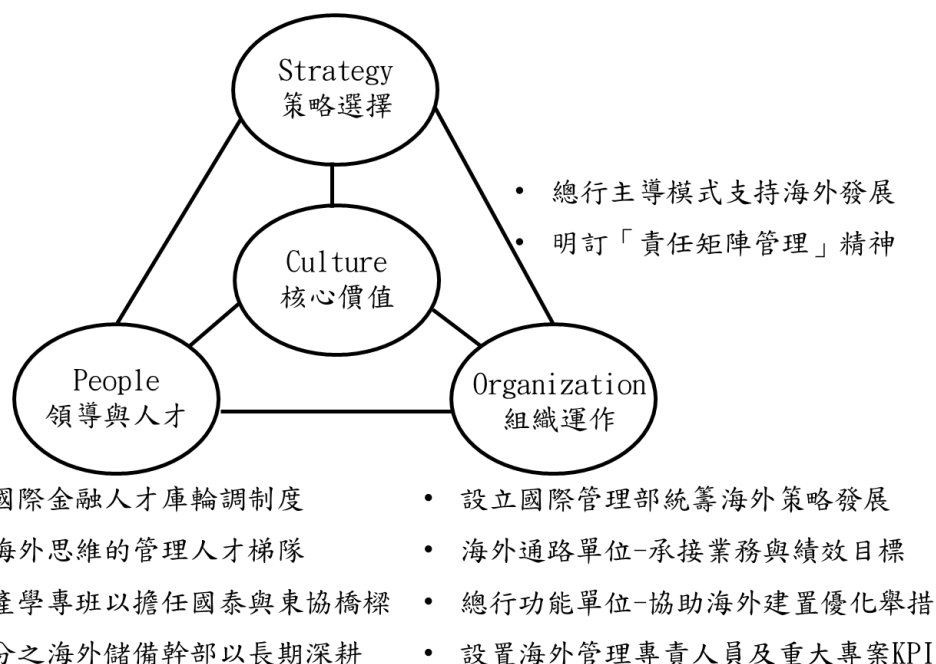 Strategy
策略選擇
• 總行主導模式支持海外發展
• 明訂「責任矩陣管理」精神
Culture
核心價值
People
領導與人才
Organization
組織運作
國際金融人才庫輪調制度
海外思維的管理人才梯隊
產學專班以擔任國泰與東協橋樑
分之海外儲備幹部以長期深耕
• 設立國際管理部統籌海外策略發展
• 海外通路單位-承接業務與績效目標
• 總行功能單位-協助海外建置優化舉措
• 設置海外管理專責人員及重大專案KPI